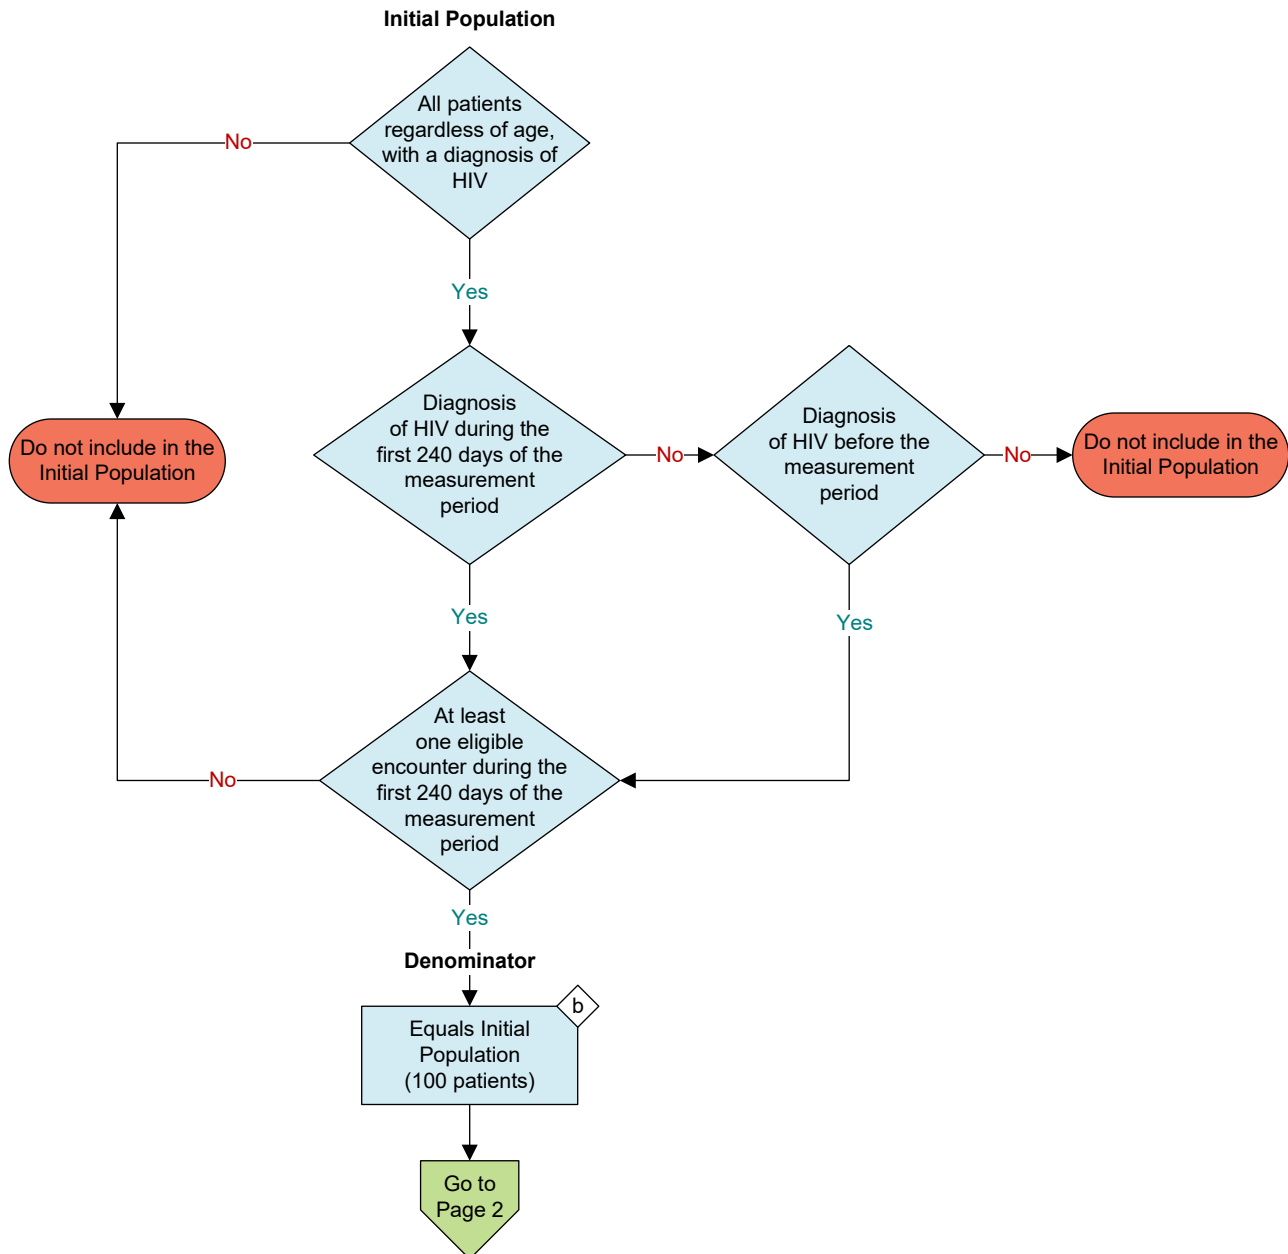 Initial Population
All patients
regardless of age,
with a diagnosis of
HIV
No
Yes
Diagnosis
of HIV during the
first 240 days of the
measurement
period
No
Diagnosis
of HIV before the
measurement
period
No
Do not include in the
Initial Population
Do not include in the
Initial Population
Yes
Yes
At least
one eligible
encounter during the
first 240 days of the
measurement
period
No
Yes
Denominator
b
Equals Initial
Population
(100 patients)
Go to
Page 2